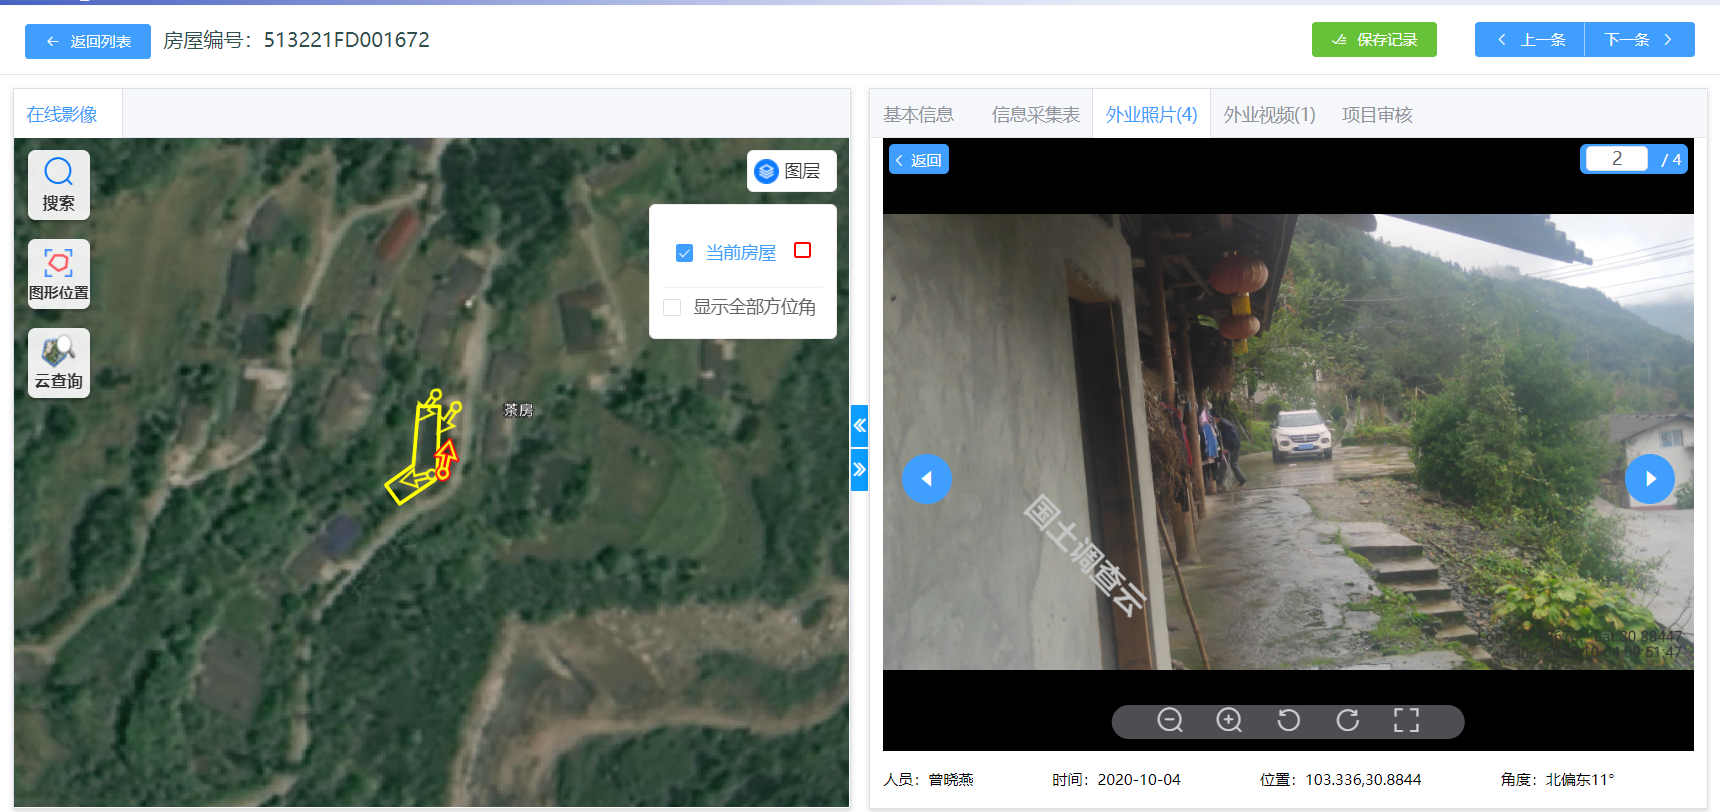 返回列表 房屋编号：513221FD001672 保存记录 上一条 下一条
在线影像
搜索
图形位置
云查询
图层
当前房屋
显示全部方位角
茶房
基本信息 信息采集表 外业照片(4) 外业视频(1) 项目审核
返回 2 / 4
国土调查云
Lat:30.88447
10-04 09:51:47
人员：曾晓燕 时间：2020-10-04 位置：103.336,30.8844 角度：北偏东11°